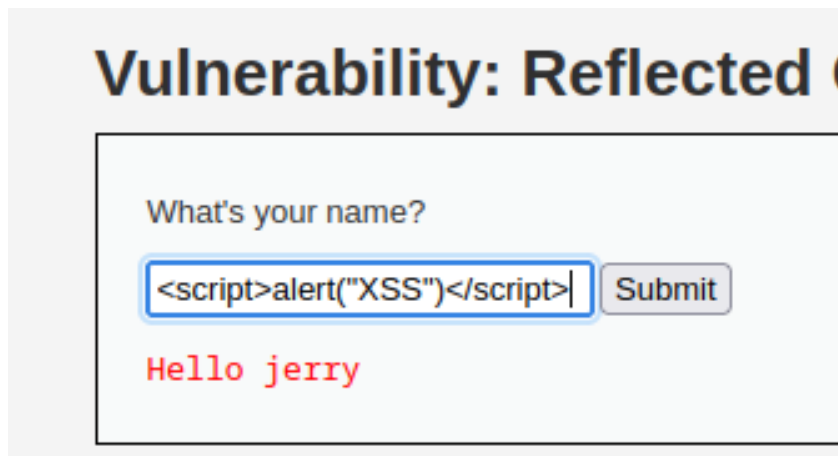 Vulnerability: Reflected
What's your name?
<script>alert("XSS")</script> Submit
Hello jerry